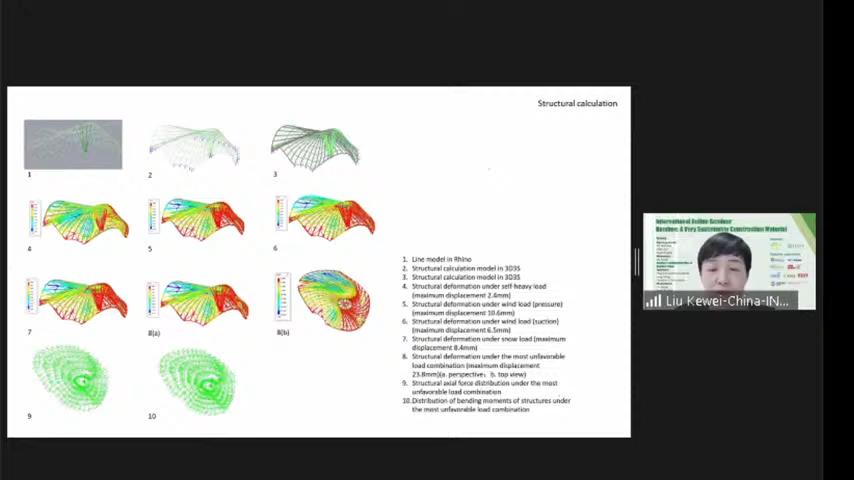 Structural calculation
1
2
3
4
5
6
7
8(a)
8(b)
9
10
1. Line model in Rhino
2. Structural calculation model in 3D3S
3. Structural calculation model in 3D3S
4. Structural deformation under self-heavy load
(maximum displacement 2.4mm)
5. Structural deformation under wind load (pressure)
(maximum displacement 10.6mm)
6. Structural deformation under wind load (suction)
(maximum displacement 6.5mm)
7. Structural deformation under snow load (maximum
displacement 8.4mm)
8. Structural deformation under the most unfavorable
load combination (maximum displacement
23.8mm)(a. perspective, b. top view)
9. Structural axial force distribution under the most
unfavorable load combination
10. Distribution of bending moments of structures under
the most unfavorable load combination
International Online Seminar
Bamboo: A Very Sustainable Construction Material
Liu Kewei-China-IN...